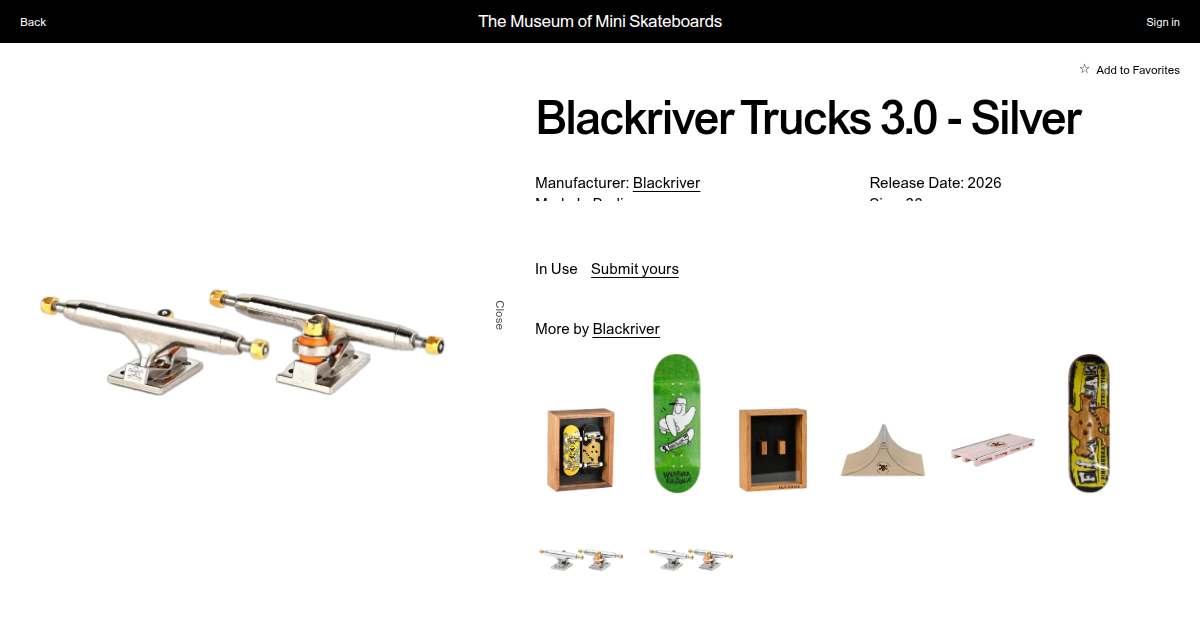 Back
The Museum of Mini Skateboards
Sign in
☆ Add to Favorites
Blackriver Trucks 3.0 - Silver
Manufacturer: Blackriver
Release Date: 2026
In Use Submit yours
Close
More by Blackriver